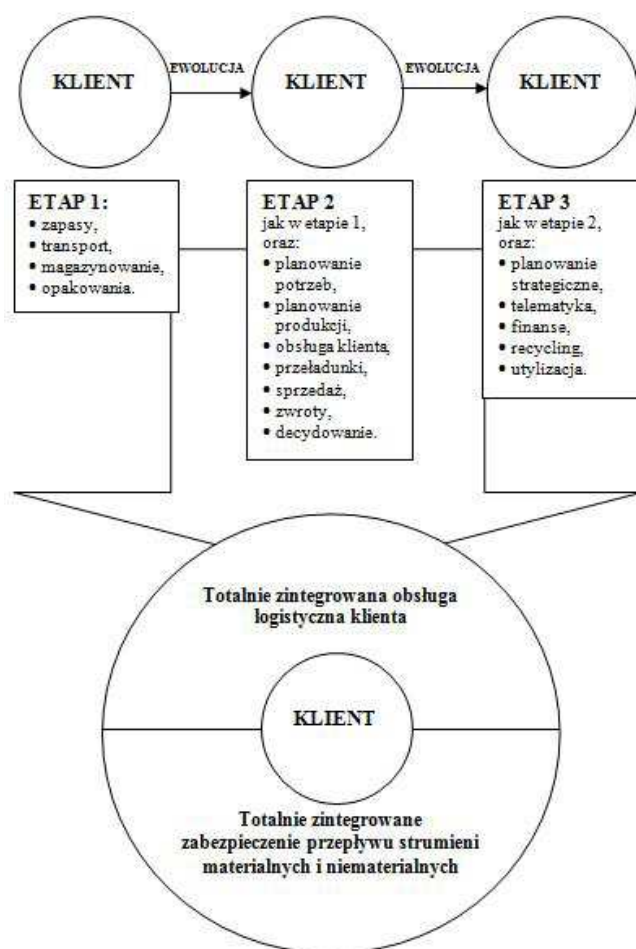 KLIENT
EWOLUCJA
KLIENT
EWOLUCJA
KLIENT
ETAP 1:
• zapasy,
• transport,
• magazynowanie,
• opakowania.
ETAP 2
jak w etapie 1,
oraz:
• planowanie
potrzeb,
• planowanie
produkcji,
• obsługa klienta,
• przeładunki,
• sprzedaż,
• zwroty,
• decydowanie.
ETAP 3
jak w etapie 2,
oraz:
• planowanie
strategiczne,
• telematyka,
• finanse,
• recycling,
• utylizacja.
Totalnie zintegrowana obsługa
logistyczna klienta
KLIENT
Totalnie zintegrowane
zabezpieczenie przepływu strumieni
materialnych i niematerialnych